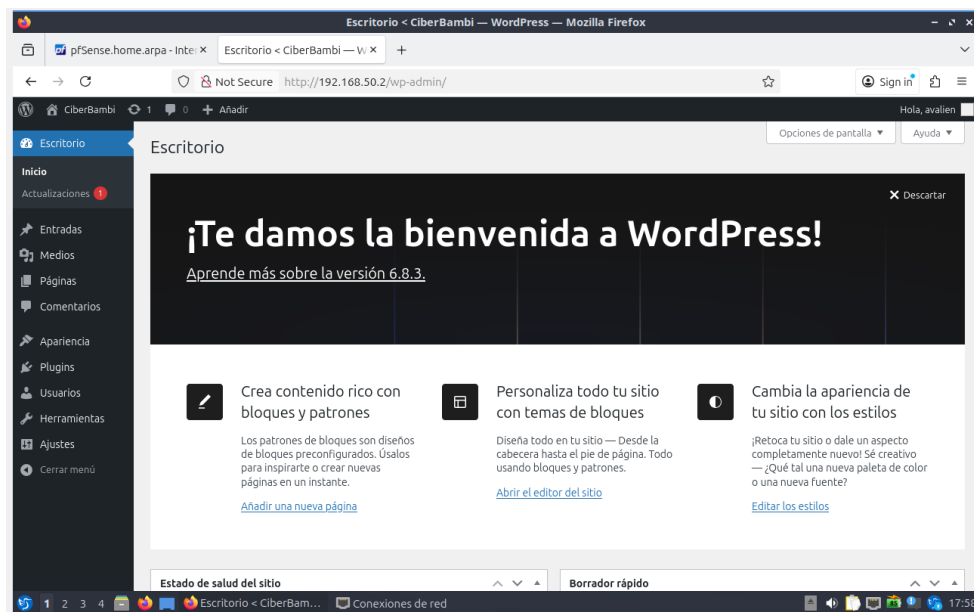 Escritorio < CiberBambi — WordPress — Mozilla Firefox
pfSense.home.arpa - Inte
Escritorio < CiberBambi — W
Not Secure http://192.168.50.2/wp-admin/
Sign in
CiberBambi 1 0 + Añadir
Hola, avalien
Escritorio
Inicio
Actualizaciones 1
Entradas
Medios
Páginas
Comentarios
Apariencia
Plugins
Usuarios
Herramientas
Ajustes
Cerrar menú
Escritorio
Opciones de pantalla
Ayuda
Descartar
¡Te damos la bienvenida a WordPress!
Aprende más sobre la versión 6.8.3.
Crea contenido rico con
bloques y patrones
Los patrones de bloques son diseños
de bloques preconfigurados. Úsalos
para inspirarte o crear nuevas
páginas en un instante.
Añadir una nueva página
Personaliza todo tu sitio
con temas de bloques
Diseña todo en tu sitio — Desde la
cabecera hasta el pie de página. Todo
usando bloques y patrones.
Abrir el editor del sitio
Cambia la apariencia de
tu sitio con los estilos
¡Retoca tu sitio o dale un aspecto
completamente nuevo! Sé creativo
— ¿Qué tal una nueva paleta de color
o una nueva fuente?
Editar los estilos
Estado de salud del sitio
Borrador rápido
1 2 3 4
Escritorio < CiberBam...
Conexiones de red
17:58